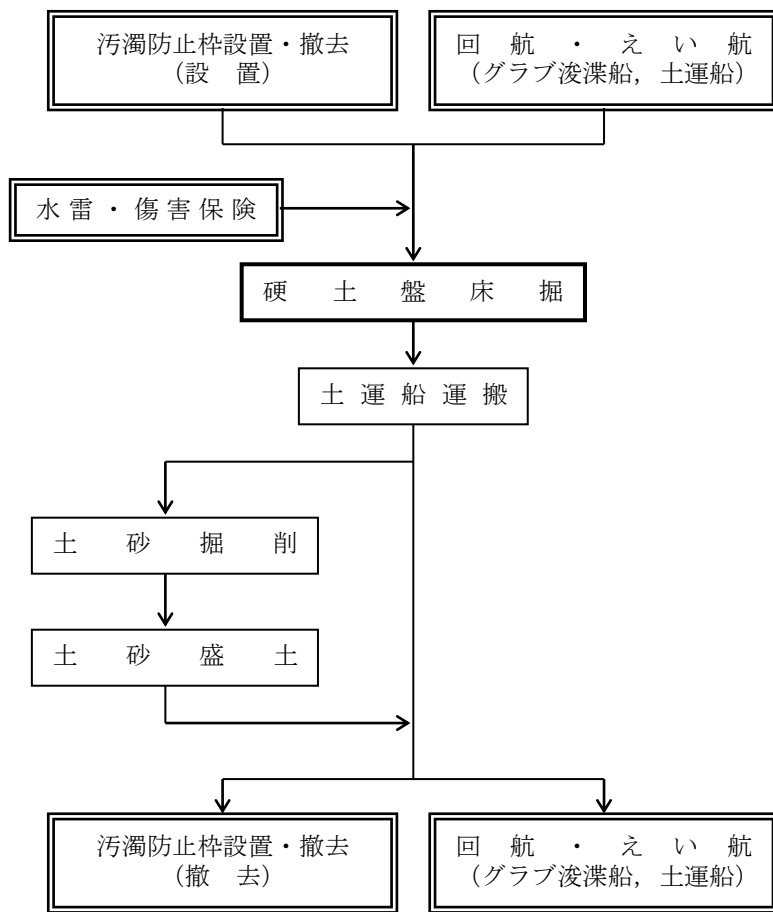 汚濁防止枠設置・撤去
(設　置)
回　航　・　え　い　航
(グラブ浚渫船，土運船)
水 雷 ・ 傷 害 保 険
硬　土　盤　床　掘
土 運 船 運 搬
土　砂　掘　削
土　砂　盛　土
汚濁防止枠設置・撤去
(撤　去)
回　航　・　え　い　航
(グラブ浚渫船，土運船)